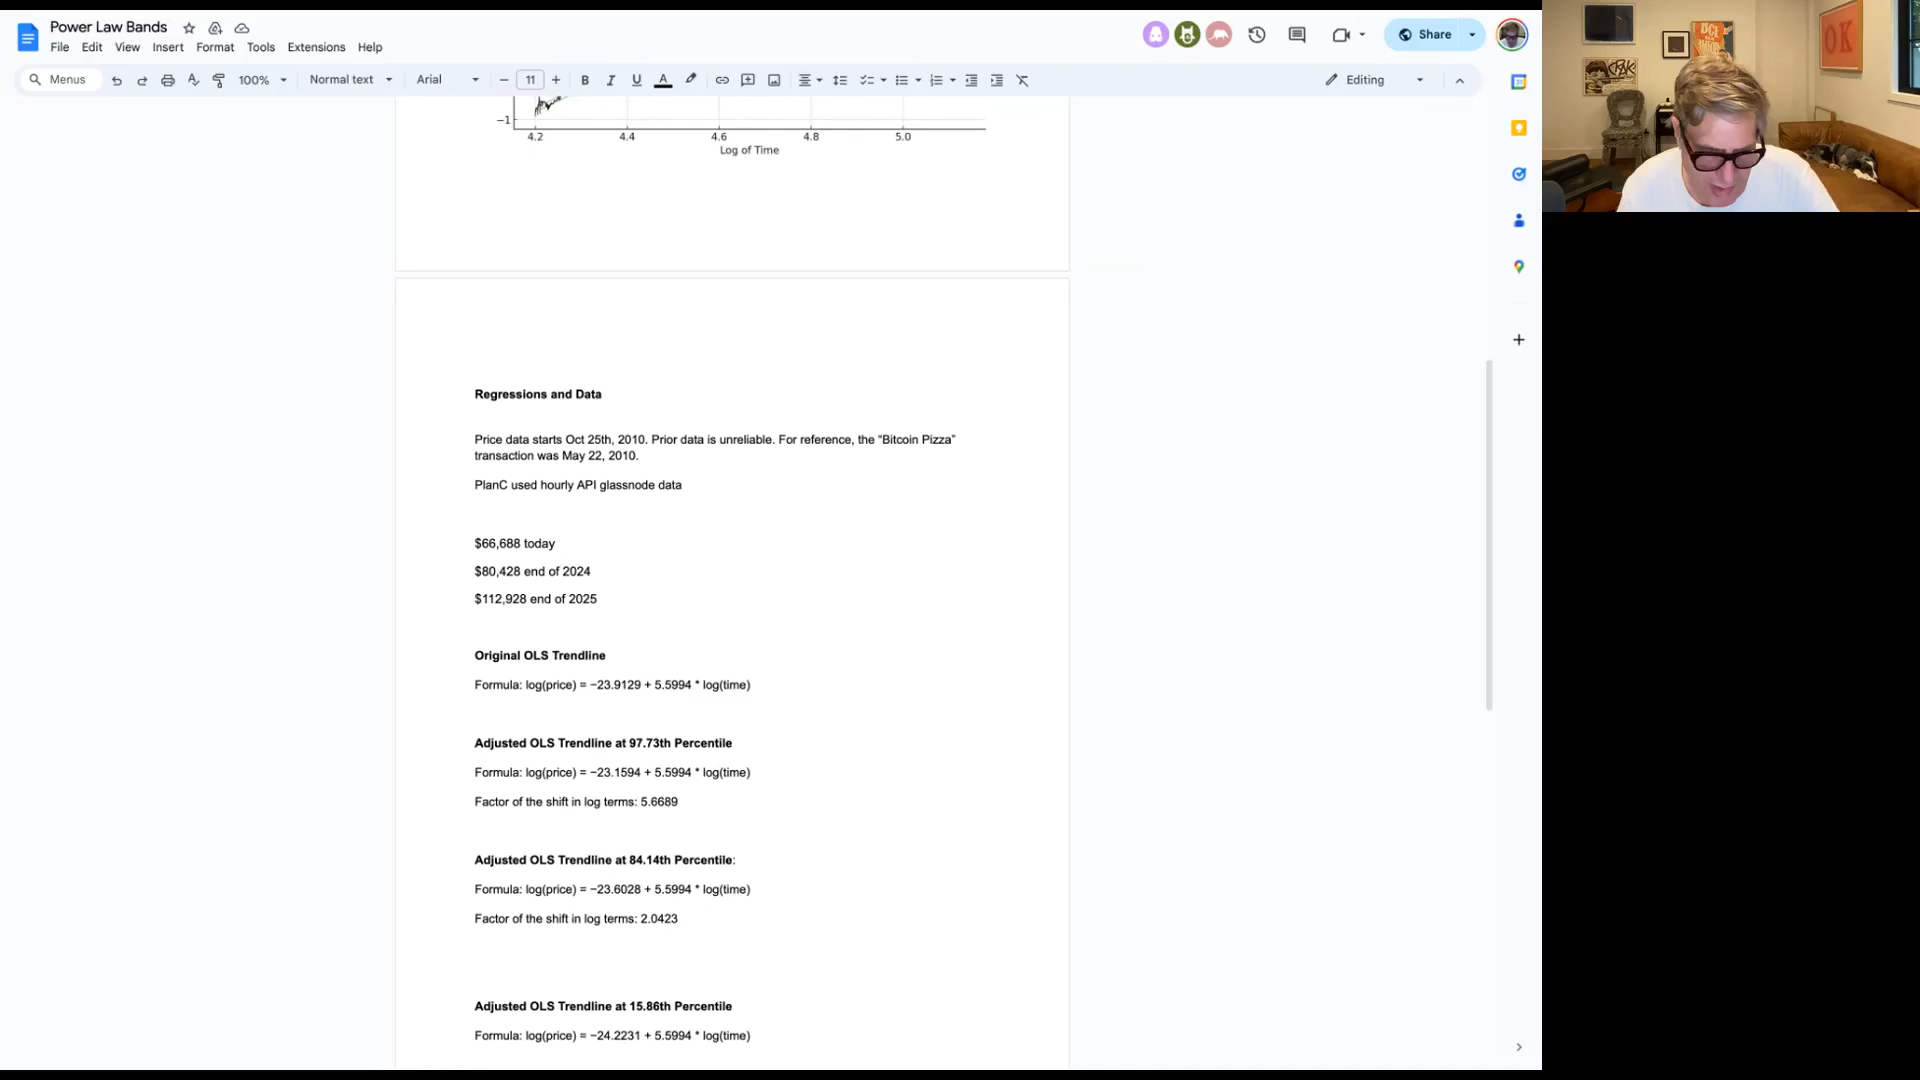 Power Law Bands
File Edit View Insert Format Tools Extensions Help
Share
Menus 100% Normal text Arial − 11 + B I U A Editing
−1
4.2 4.4 4.6 4.8 5.0
Log of Time
Regressions and Data
Price data starts Oct 25th, 2010. Prior data is unreliable. For reference, the “Bitcoin Pizza”
transaction was May 22, 2010.
PlanC used hourly API glassnode data
$66,688 today
$80,428 end of 2024
$112,928 end of 2025
Original OLS Trendline
Formula: log(price) = −23.9129 + 5.5994 * log(time)
Adjusted OLS Trendline at 97.73th Percentile
Formula: log(price) = −23.1594 + 5.5994 * log(time)
Factor of the shift in log terms: 5.6689
Adjusted OLS Trendline at 84.14th Percentile:
Formula: log(price) = −23.6028 + 5.5994 * log(time)
Factor of the shift in log terms: 2.0423
Adjusted OLS Trendline at 15.86th Percentile
Formula: log(price) = −24.2231 + 5.5994 * log(time)
OK